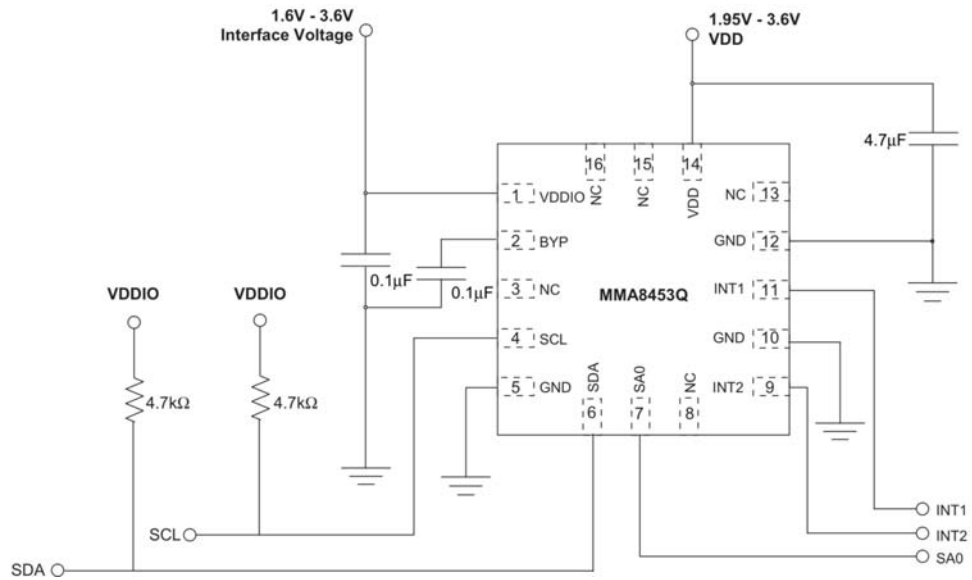 1.6V - 3.6V
Interface Voltage
1.95V - 3.6V
VDD
4.7µF
16
15
14
NC
NC
VDD
1
VDDIO
NC
13
2
BYP
GND
12
0.1µF
0.1µF
3
NC
MMA8453Q
INT1
11
VDDIO
VDDIO
4
SCL
GND
10
5
GND
SDA
SA0
NC
INT2
9
6
7
8
4.7kΩ
4.7kΩ
INT1
SCL
INT2
SA0
SDA